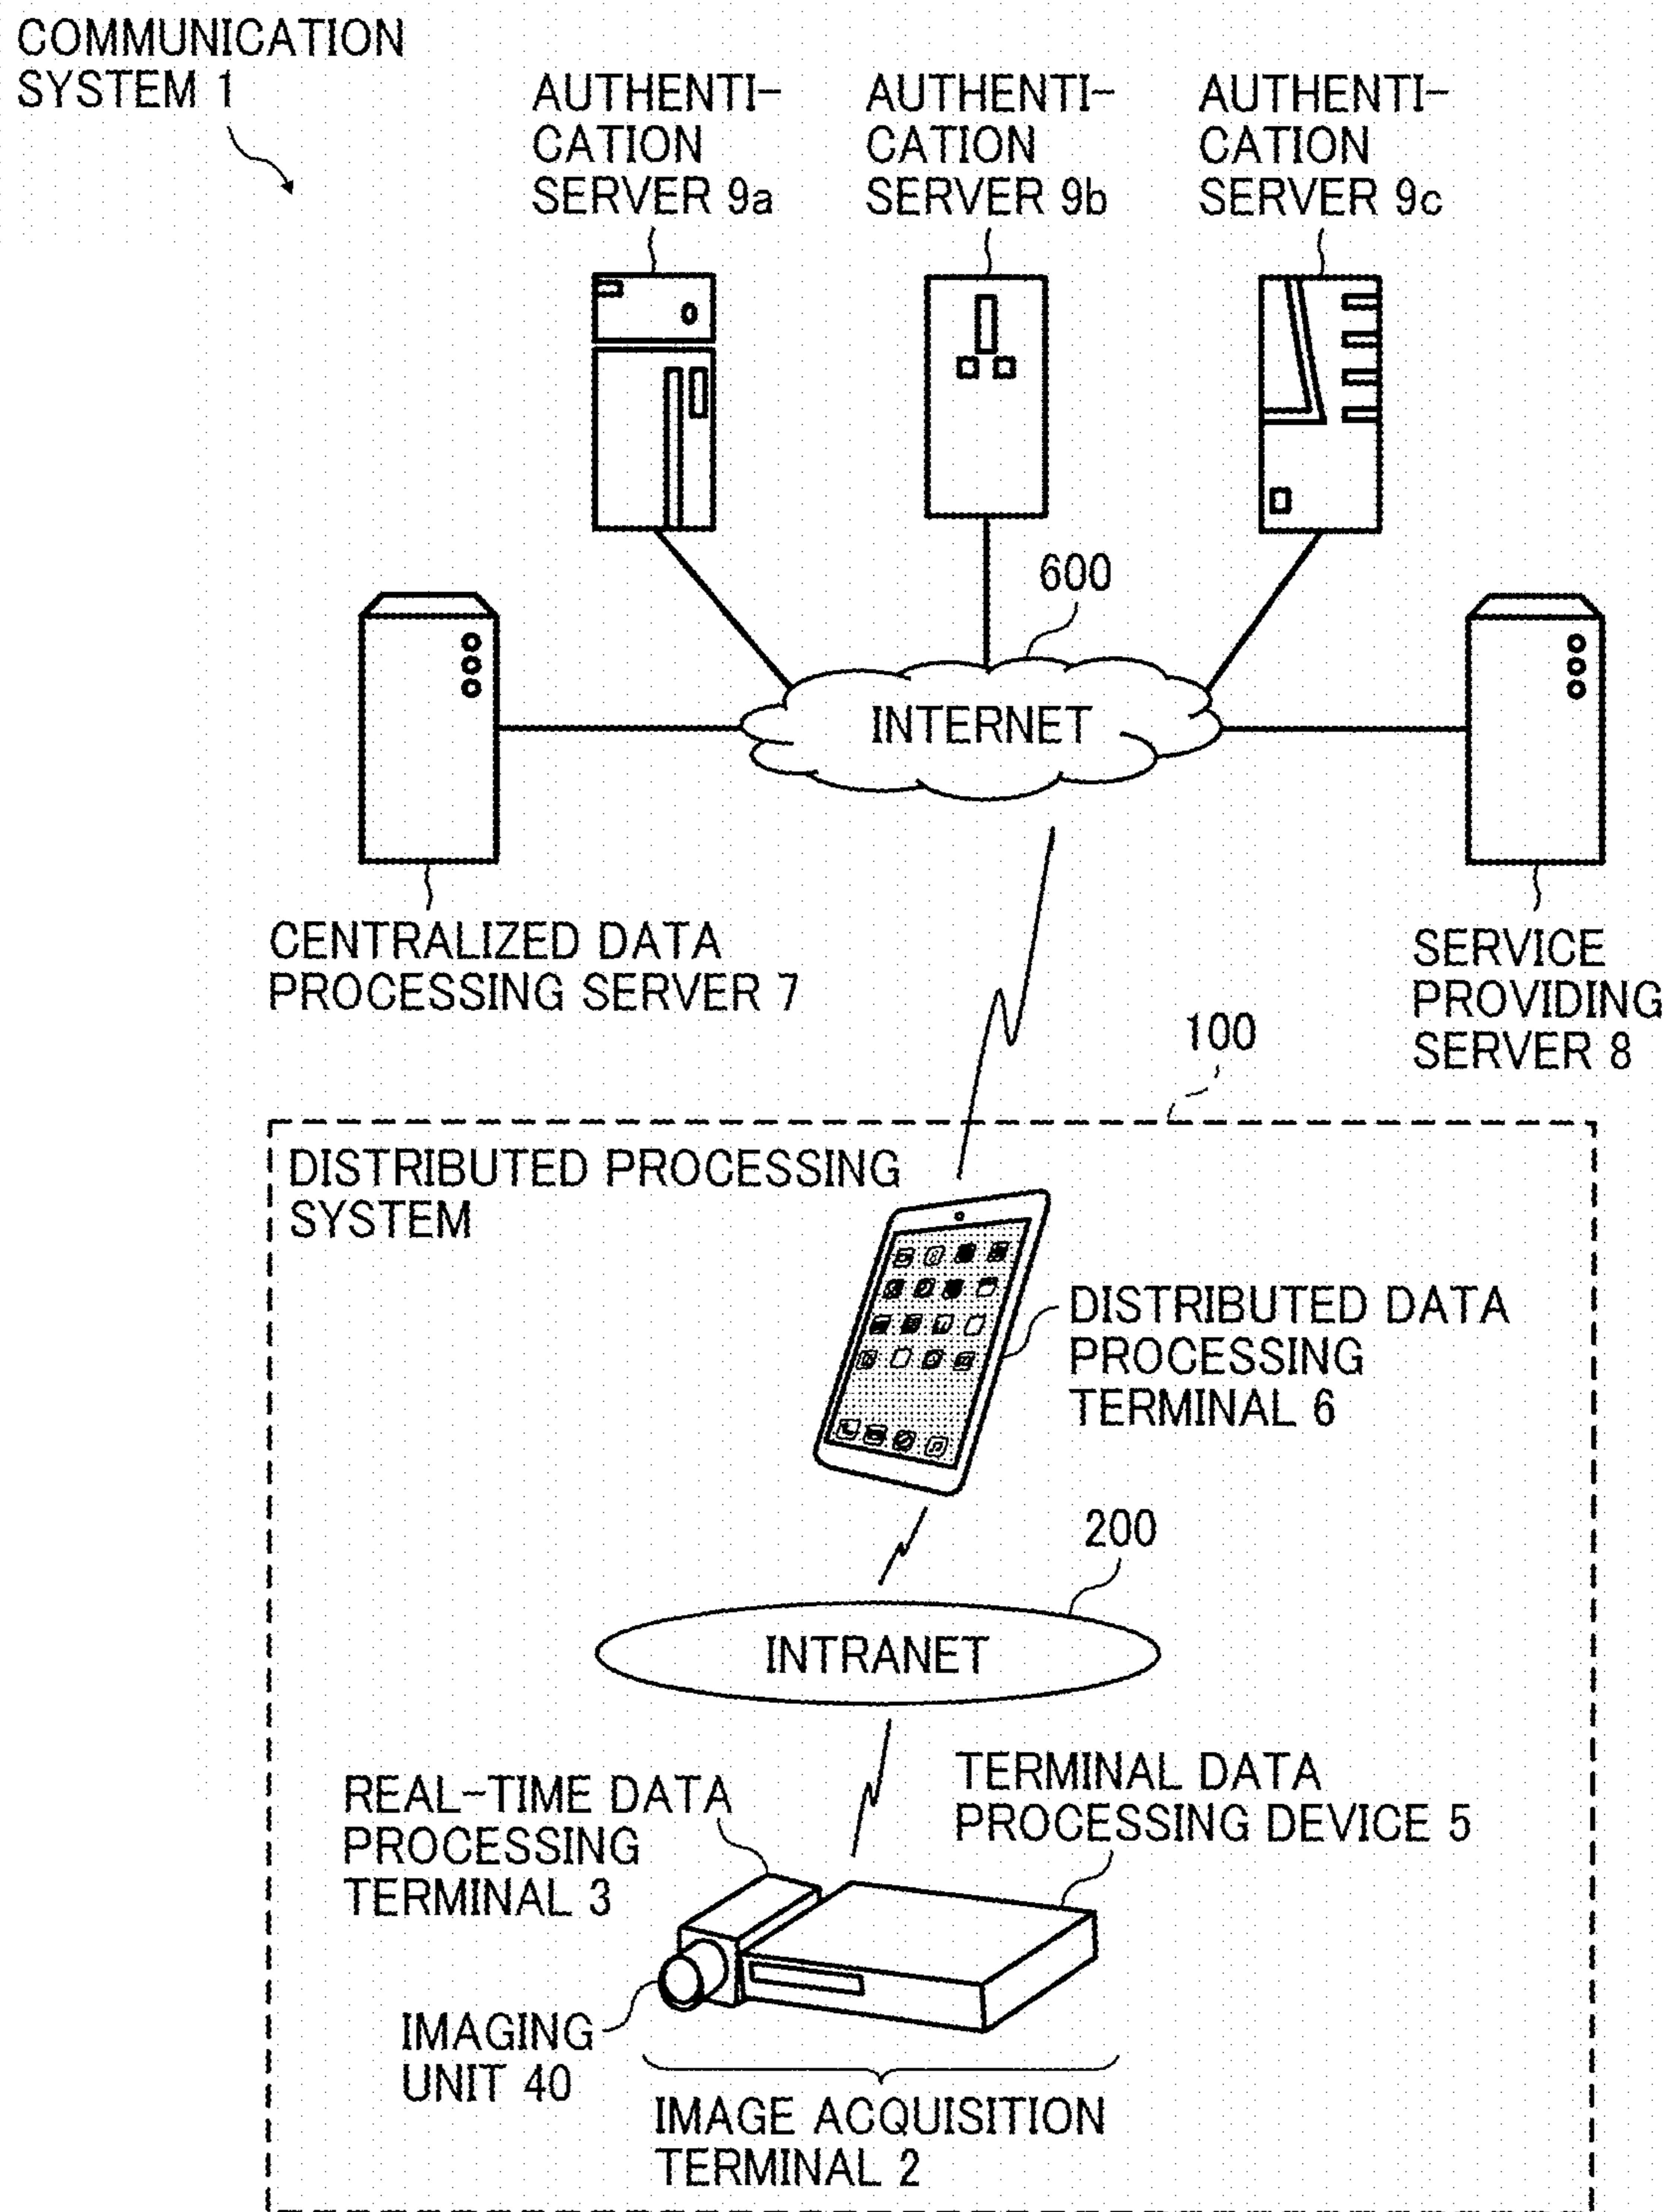 COMMUNICATION
SYSTEM 1
AUTHENTI-
CATION
SERVER 9a
AUTHENTI-
CATION
SERVER 9b
AUTHENTI-
CATION
SERVER 9c
600
INTERNET
CENTRALIZED DATA
PROCESSING SERVER 7
SERVICE
PROVIDING
SERVER 8
100
DISTRIBUTED PROCESSING
SYSTEM
DISTRIBUTED DATA
PROCESSING
TERMINAL 6
200
INTRANET
REAL-TIME DATA
PROCESSING
TERMINAL 3
TERMINAL DATA
PROCESSING DEVICE 5
IMAGING
UNIT 40
IMAGE ACQUISITION
TERMINAL 2